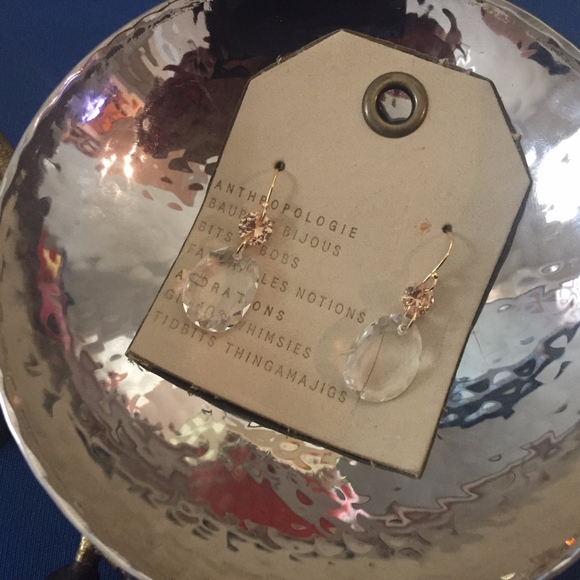 ANTHROPOLOGIE
BIJOUS
BITS BOBS
NOTIONS
WHIMSIES
TIDBITS THINGAMAJIGS